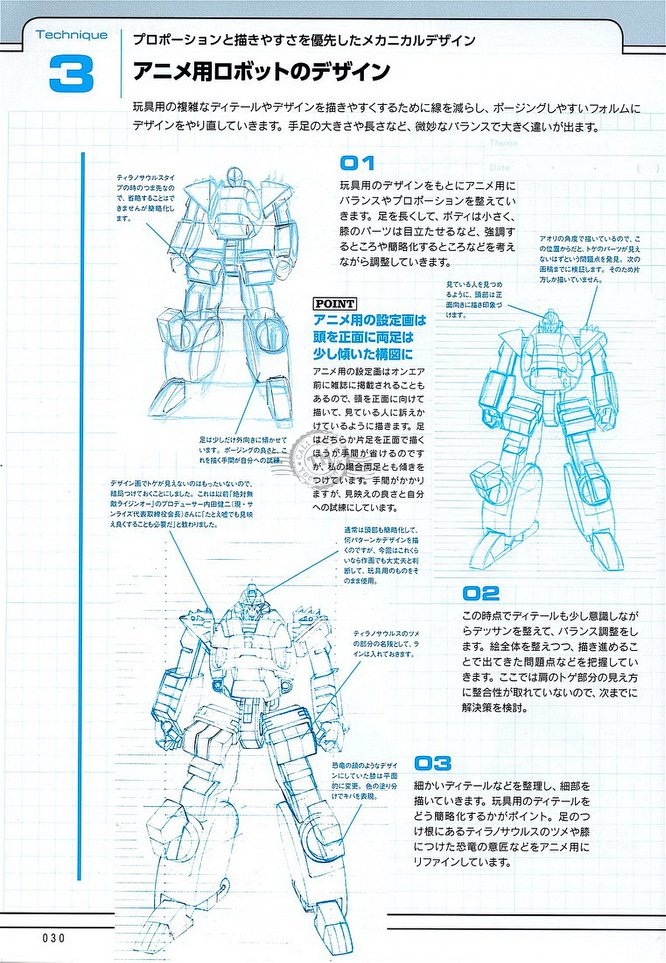 Technique
3
プロポーションと描きやすさを優先したメカニカルデザイン
アニメ用ロボットのデザイン
玩具用の複雑なディテールやデザインを描きやすくするために線を減らし、ポージングしやすいフォルムに
デザインをやり直していきます。手足の大きさや長さなど、微妙なバランスで大きく違いが出ます。
Theme
Date
01
玩具用のデザインをもとにアニメ用に
バランスやプロポーションを整えてい
きます。足を長くして、ボディは小さく、
膝のパーツは目立たせるなど、強調す
るところや簡略化するところなどを考え
ながら調整していきます。
ティラノサウルスタイ
プの時のつま先なの
で、省略することはで
きませんが簡略化し
ます。
足は少しだけ外向きに傾かせて
います。ポージングの良さと、こ
れを描く手間が自分への試練。
POINT
アニメ用の設定画は
頭を正面に両足は
少し傾いた構図に
アニメ用の設定画はオンエア
前に雑誌に掲載されることも
あるので、頭を正面に向けて
描いて、見ている人に訴えか
けているように描きます。足
はどちらか片足を正面で描く
ほうが手間が省けるのです
が、私の場合両足とも傾きを
つけています。手間がかかり
ますが、見映えの良さと自分
への試練にしています。
アオリの角度で描いているので、こ
の位置からだと、トゲのパーツが見え
ないはずという問題点を発見。次の
画稿までに検証します。そのため片
方しか描いていません。
見ている人を見つめ
るように、頭部は正
面向きに描き印象づ
けます。
02
この時点でディテールも少し意識しなが
らデッサンを整えて、バランス調整をしま
す。絵全体を整えつつ、描き進めること
で出てきた問題点などを把握していき
ます。ここでは肩のトゲ部分の見え方
に整合性が取れていないので、次までに
解決策を検討。
デザイン画でトゲが見えないのはもったいないので、
結局つけておくことにしました。これは以前『絶対無
敵ライジンオー』のプロデューサー内田健二(現・サ
ンライズ代表取締役会長)さんに「たとえ嘘でも見映
え良くすることも必要だ」と教わりました。
通常は頭部も簡略化して、
何パターンかデザインを描
くのですが、今回はこれくら
いなら作画でも大丈夫と判
断して、玩具用のものをそ
のまま使用。
ティラノサウルスのツメ
の部分の名残として、ラ
インは入れておきます。
恐竜の顔のようなデザイ
ンにしていた膝は平面
的に変更。色の塗り分
けでキバを表現。
03
細かいディテールなどを整理し、細部を
描いていきます。玩具用のディテールを
どう簡略化するかがポイント。足のつ
け根にあるティラノサウルスのツメや膝
につけた恐竜の意匠などをアニメ用に
リファインしています。
030